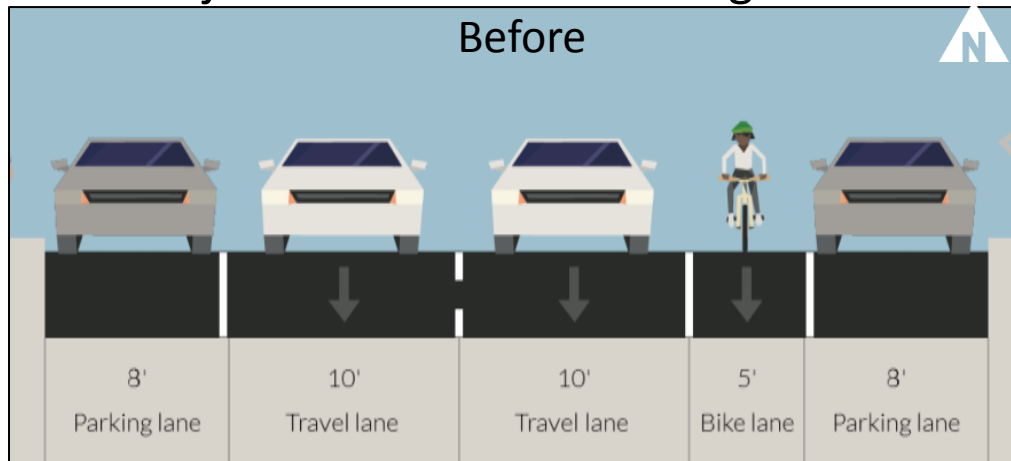 Before
N
8' 10' 10' 5' 8'
Parking lane Travel lane Travel lane Bike lane Parking lane